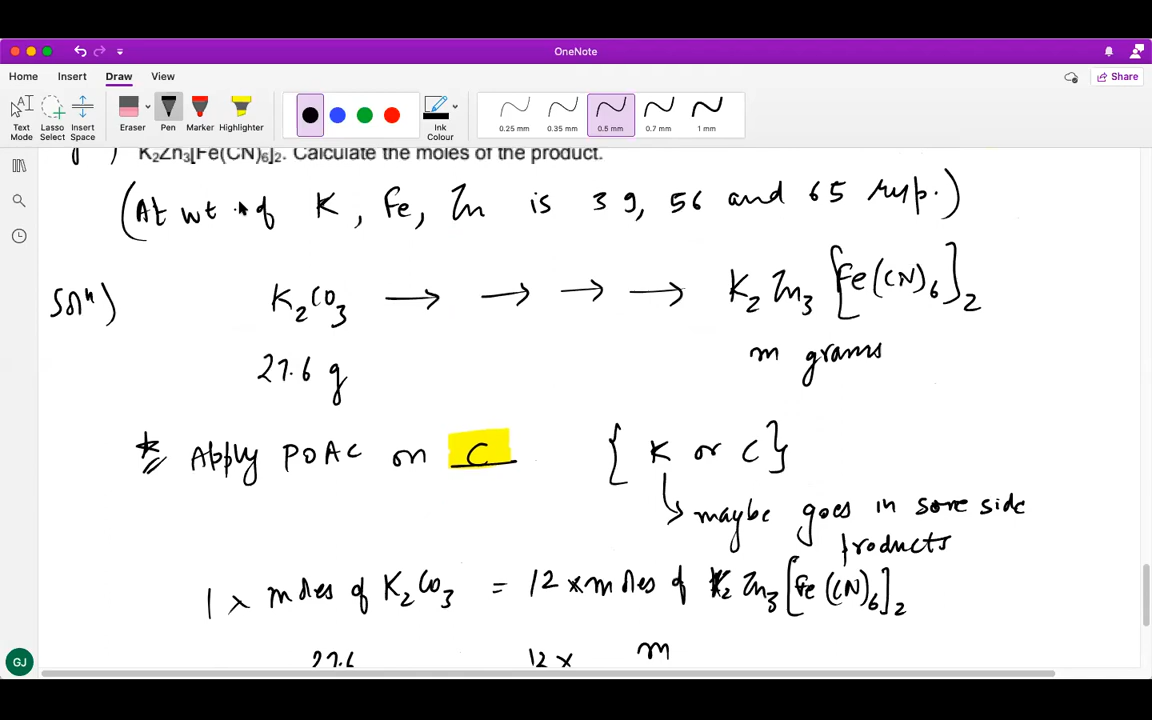 OneNote
Home Insert Draw View
Share
Text Mode
Lasso Select
Insert Space
Eraser
Pen
Marker
Highlighter
Ink Colour
0.25 mm
0.35 mm
0.5 mm
0.7 mm
1 mm
K₂Zn₃[Fe(CN)₆]₂. Calculate the moles of the product.
(At wt. of K, Fe, Zn is 39, 56 and 65 resp.)
Solⁿ) K₂CO₃ → → → → K₂Zn₃[Fe(CN)₆]₂
27.6 g m grams
* Apply POAC on C { K or C }
↳ maybe goes in some side
products
1 × moles of K₂CO₃ = 12 × moles of K₂Zn₃[Fe(CN)₆]₂
27.6 12 × m
GJ